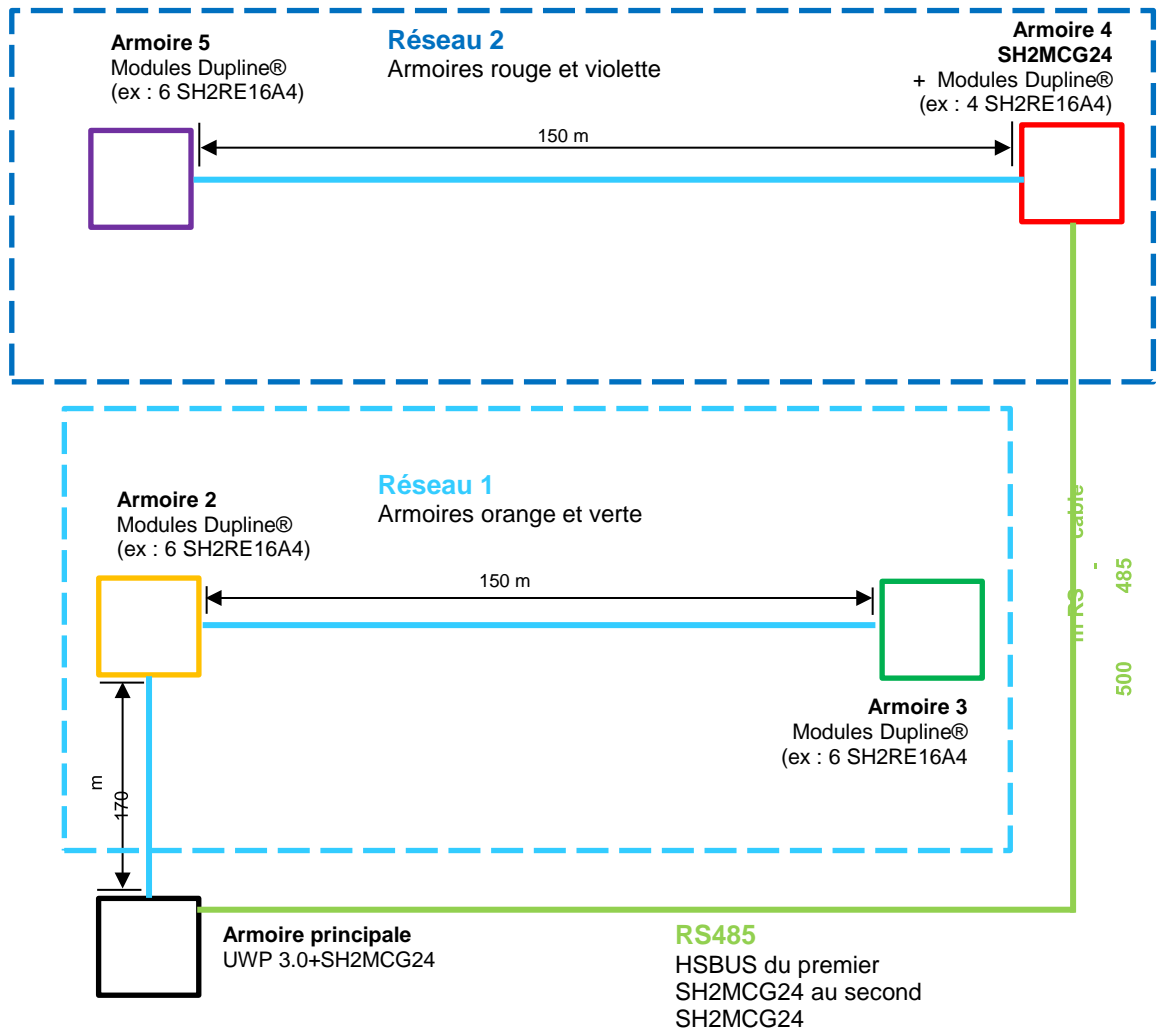 Armoire 5
Modules Dupline®
(ex : 6 SH2RE16A4)
Réseau 2
Armoires rouge et violette
Armoire 4
SH2MCG24
+ Modules Dupline®
(ex : 4 SH2RE16A4)
150 m
Réseau 1
Armoires orange et verte
Armoire 2
Modules Dupline®
(ex : 6 SH2RE16A4)
150 m
Armoire 3
Modules Dupline®
(ex : 6 SH2RE16A4
170
m
500
m RS
485
-
cable
Armoire principale
UWP 3.0+SH2MCG24
RS485
HSBUS du premier
SH2MCG24 au second
SH2MCG24